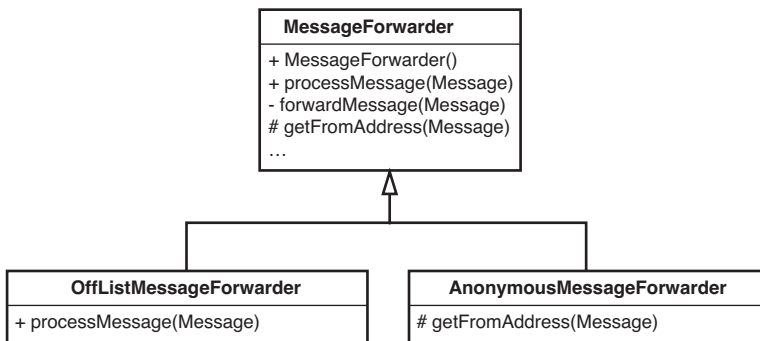 MessageForwarder
+ MessageForwarder()
+ processMessage(Message)
- forwardMessage(Message)
# getFromAddress(Message)
…
OffListMessageForwarder
+ processMessage(Message)
AnonymousMessageForwarder
# getFromAddress(Message)